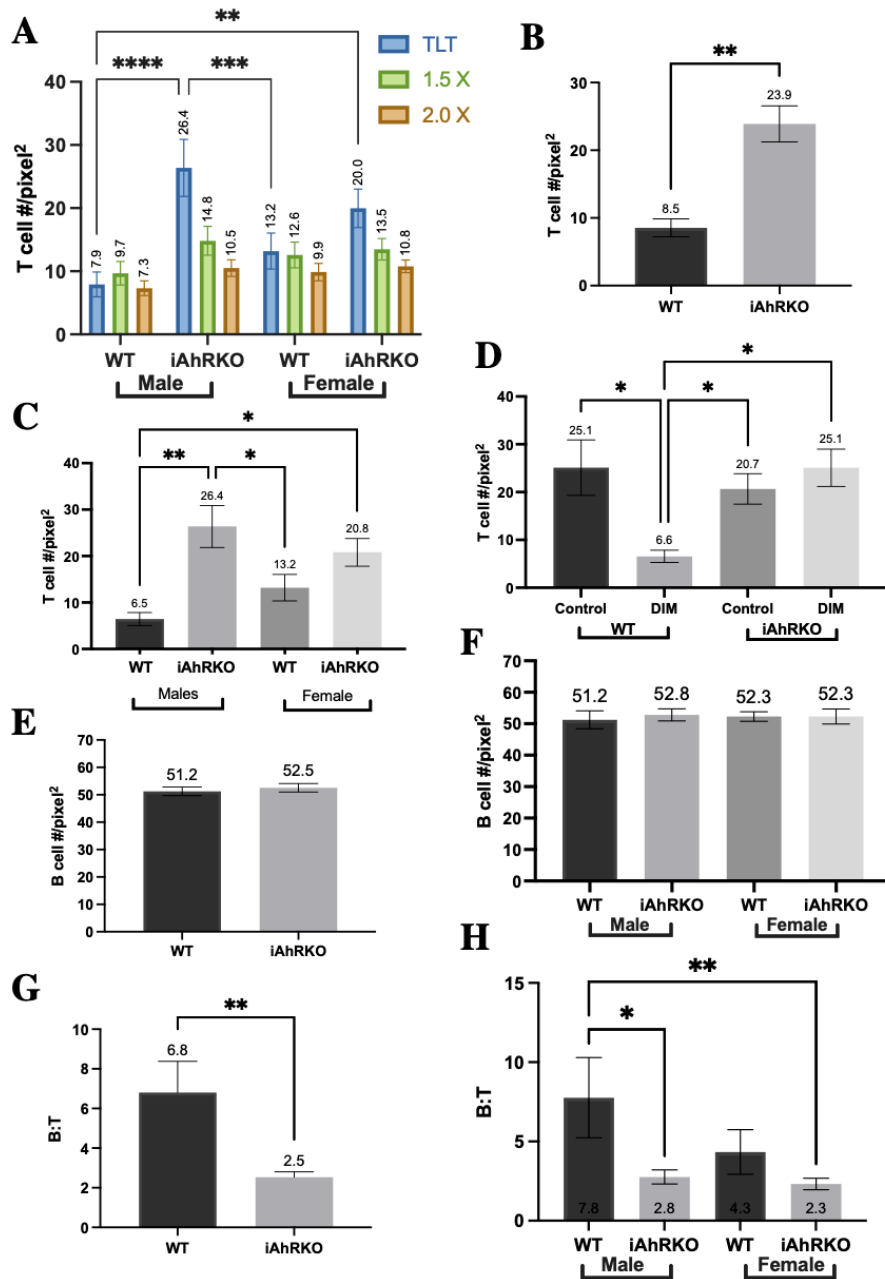 A
**
**** ***
TLT
1.5 X
2.0 X
T cell #/pixel²
40
30
20
10
0
7.9 9.7 7.3 26.4 14.8 10.5 13.2 12.6 9.9 20.0 13.5 10.8
WT iAhRKO WT iAhRKO
Male Female
B
**
T cell #/pixel²
30
20
10
0
8.5 23.9
WT iAhRKO
C
*
** *
T cell #/pixel²
40
30
20
10
0
6.5 26.4 13.2 20.8
WT iAhRKO WT iAhRKO
Males Female
D
*
* *
T cell #/pixel²
40
30
20
10
0
25.1 6.6 20.7 25.1
Control DIM Control DIM
WT iAhRKO
E
B cell #/pixel²
70
60
50
40
30
20
10
0
51.2 52.5
WT iAhRKO
F
B cell #/pixel²
70
60
50
40
30
20
10
0
51.2 52.8 52.3 52.3
WT iAhRKO WT iAhRKO
Male Female
G
**
B:T
10
8
6
4
2
0
6.8 2.5
WT iAhRKO
H
**
*
B:T
15
10
5
0
7.8 2.8 4.3 2.3
WT iAhRKO WT iAhRKO
Male Female